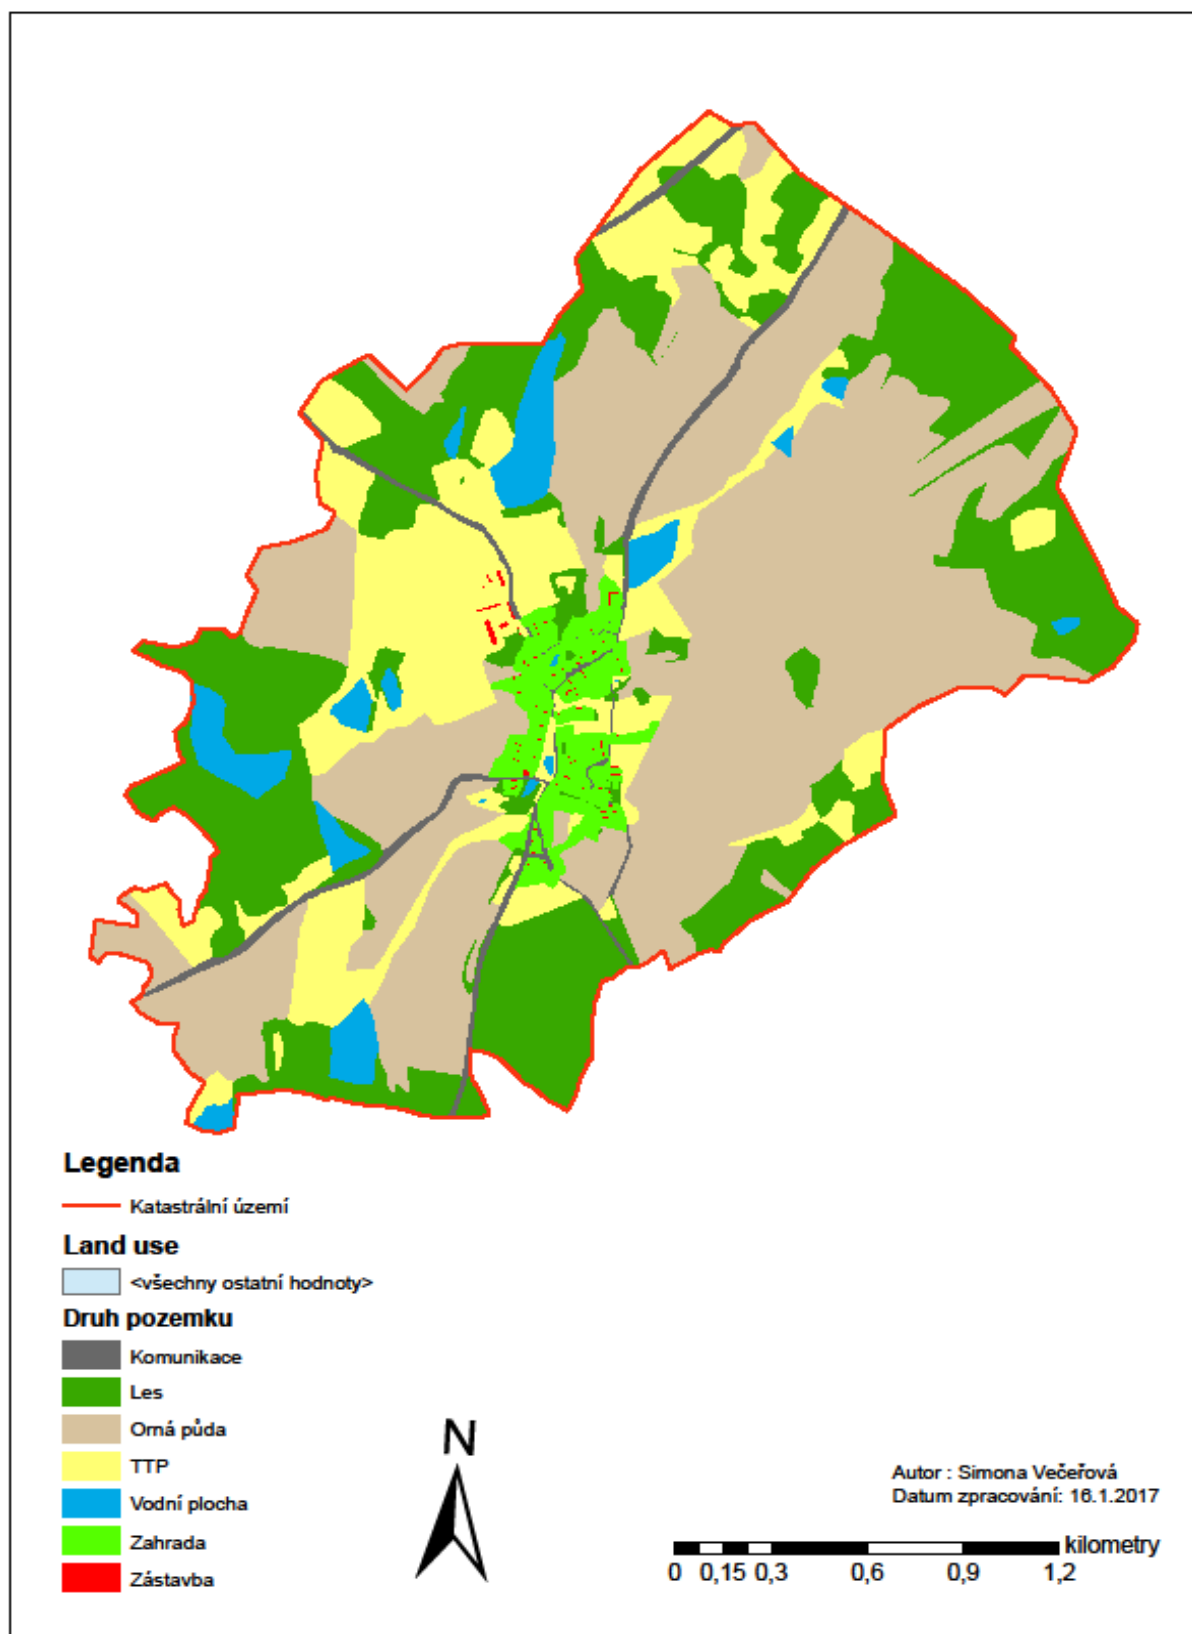 Legenda
Katastrální území
Land use
<všechny ostatní hodnoty>
Druh pozemku
Komunikace
Les
Orná půda
TTP
Vodní plocha
Zahrada
Zástavba
N
Autor : Simona Večeřová
Datum zpracování: 16.1.2017
kilometry
0 0,15 0,3 0,6 0,9 1,2